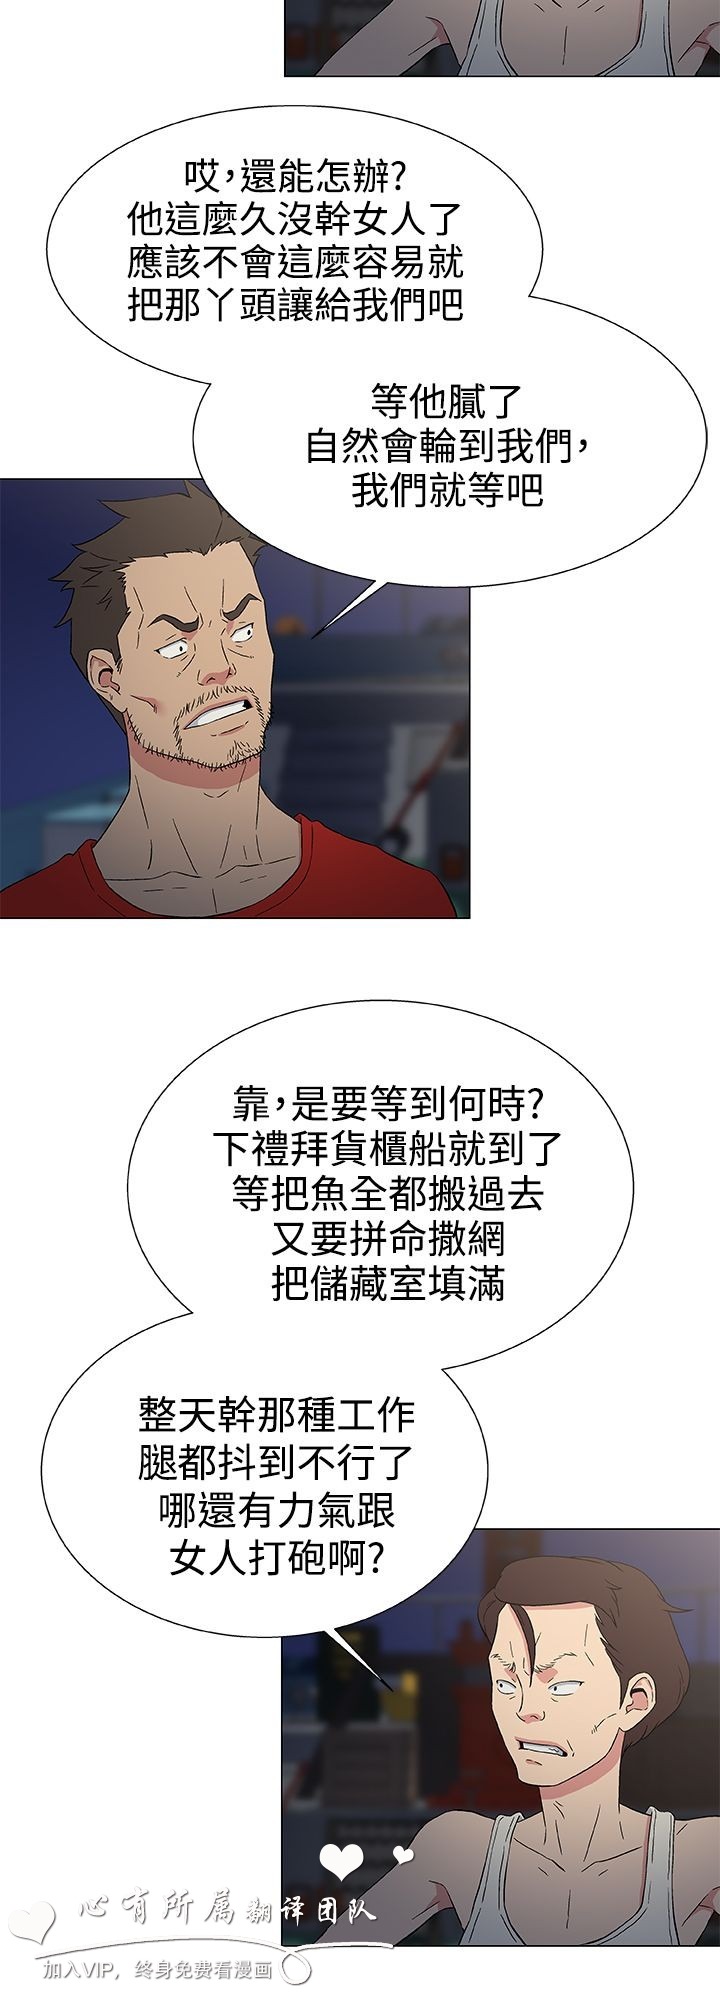 哎，還能怎辦？
他這麼久沒幹女人了
應該不會這麼容易就
把那丫頭讓給我們吧
等他膩了
自然會輪到我們，
我們就等吧
靠，是要等到何時？
下禮拜貨櫃船就到了
等把魚全都搬過去
又要拼命撒網
把儲藏室填滿
整天幹那種工作
腿都抖到不行了
哪還有力氣跟
女人打砲啊？
心有所属翻译团队
加入VIP，终身免费看漫画